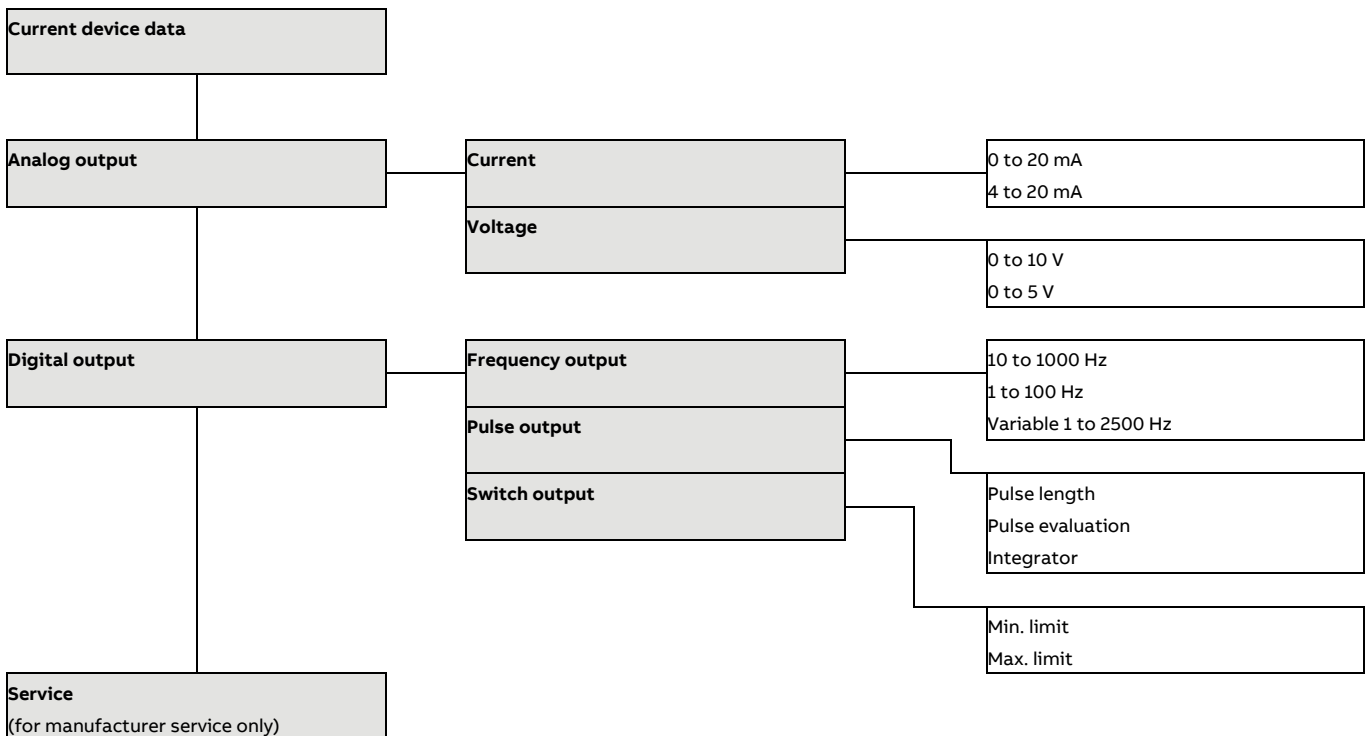 Current device data
Analog output
Current
0 to 20 mA
4 to 20 mA
Voltage
0 to 10 V
0 to 5 V
Digital output
Frequency output
10 to 1000 Hz
1 to 100 Hz
Variable 1 to 2500 Hz
Pulse output
Pulse length
Pulse evaluation
Integrator
Switch output
Min. limit
Max. limit
Service
(for manufacturer service only)